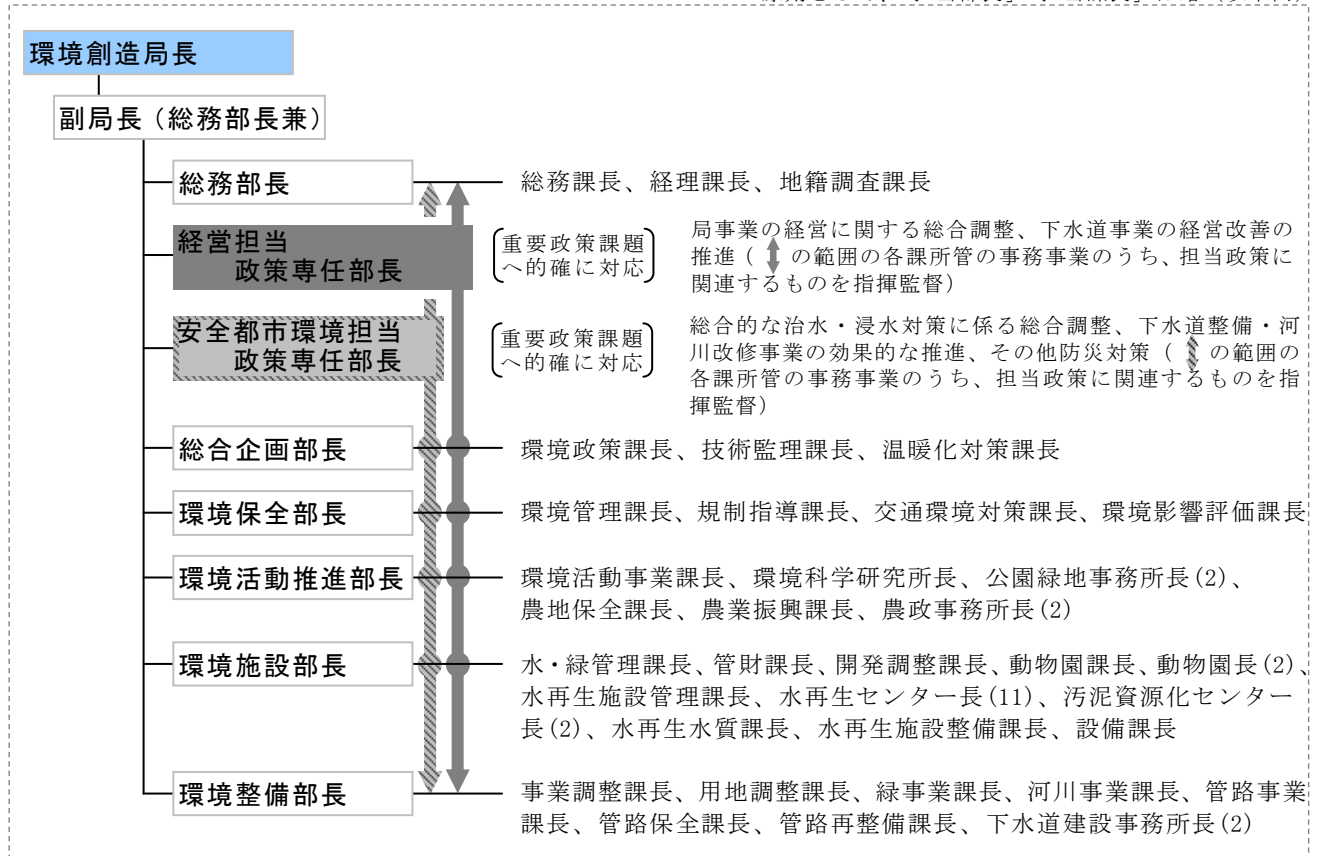 環境創造局長
副局長（総務部長兼）
総務部長
総務課長、経理課長、地籍調査課長
経営担当
政策専任部長
重要政策課題
へ的確に対応
局事業の経営に関する総合調整、下水道事業の経営改善の
推進（ の範囲の各課所管の事務事業のうち、担当政策に
関連するものを指揮監督）
安全都市環境担当
政策専任部長
重要政策課題
へ的確に対応
総合的な治水・浸水対策に係る総合調整、下水道整備・河
川改修事業の効果的な推進、その他防災対策（ の範囲の
各課所管の事務事業のうち、担当政策に関連するものを指
揮監督）
総合企画部長
環境政策課長、技術監理課長、温暖化対策課長
環境保全部長
環境管理課長、規制指導課長、交通環境対策課長、環境影響評価課長
環境活動推進部長
環境活動事業課長、環境科学研究所長、公園緑地事務所長(2)、
農地保全課長、農業振興課長、農政事務所長(2)
環境施設部長
水・緑管理課長、管財課長、開発調整課長、動物園課長、動物園長(2)、
水再生施設管理課長、水再生センター長(11)、汚泥資源化センター
長(2)、水再生水質課長、水再生施設整備課長、設備課長
環境整備部長
事業調整課長、用地調整課長、緑事業課長、河川事業課長、管路事業
課長、管路保全課長、管路再整備課長、下水道建設事務所長(2)